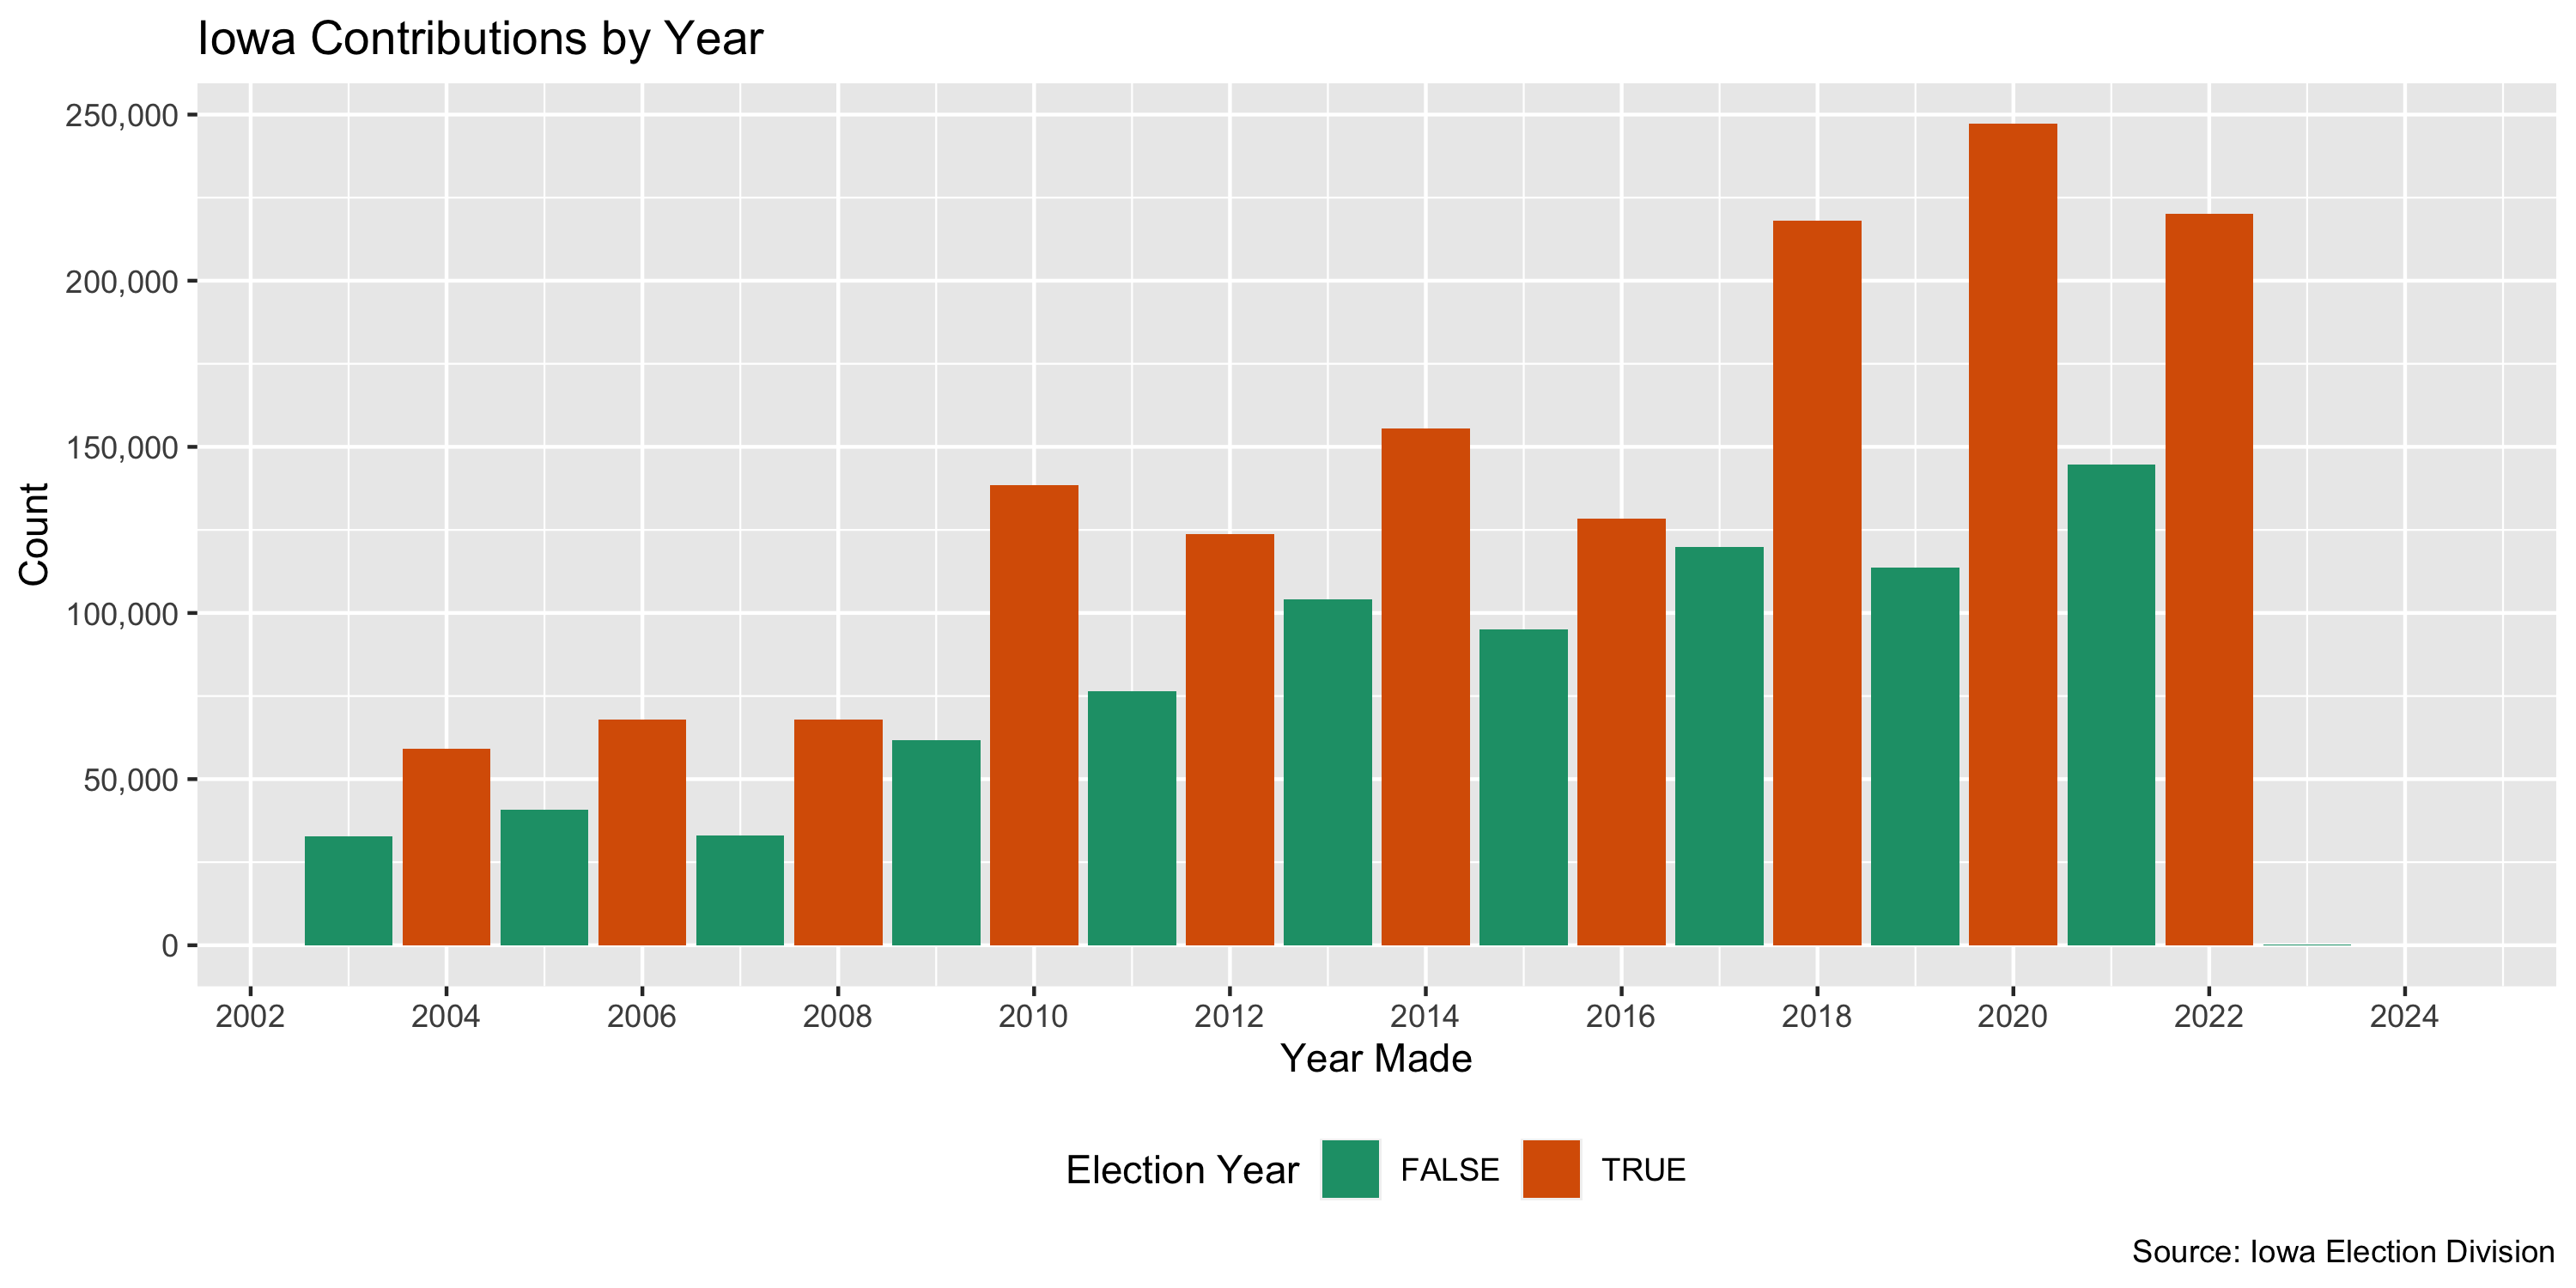 Iowa Contributions by Year
250,000
200,000
150,000
100,000
50,000
0
Count
2002 2004 2006 2008 2010 2012 2014 2016 2018 2020 2022 2024
Year Made
Election Year FALSE TRUE
Source: Iowa Election Division